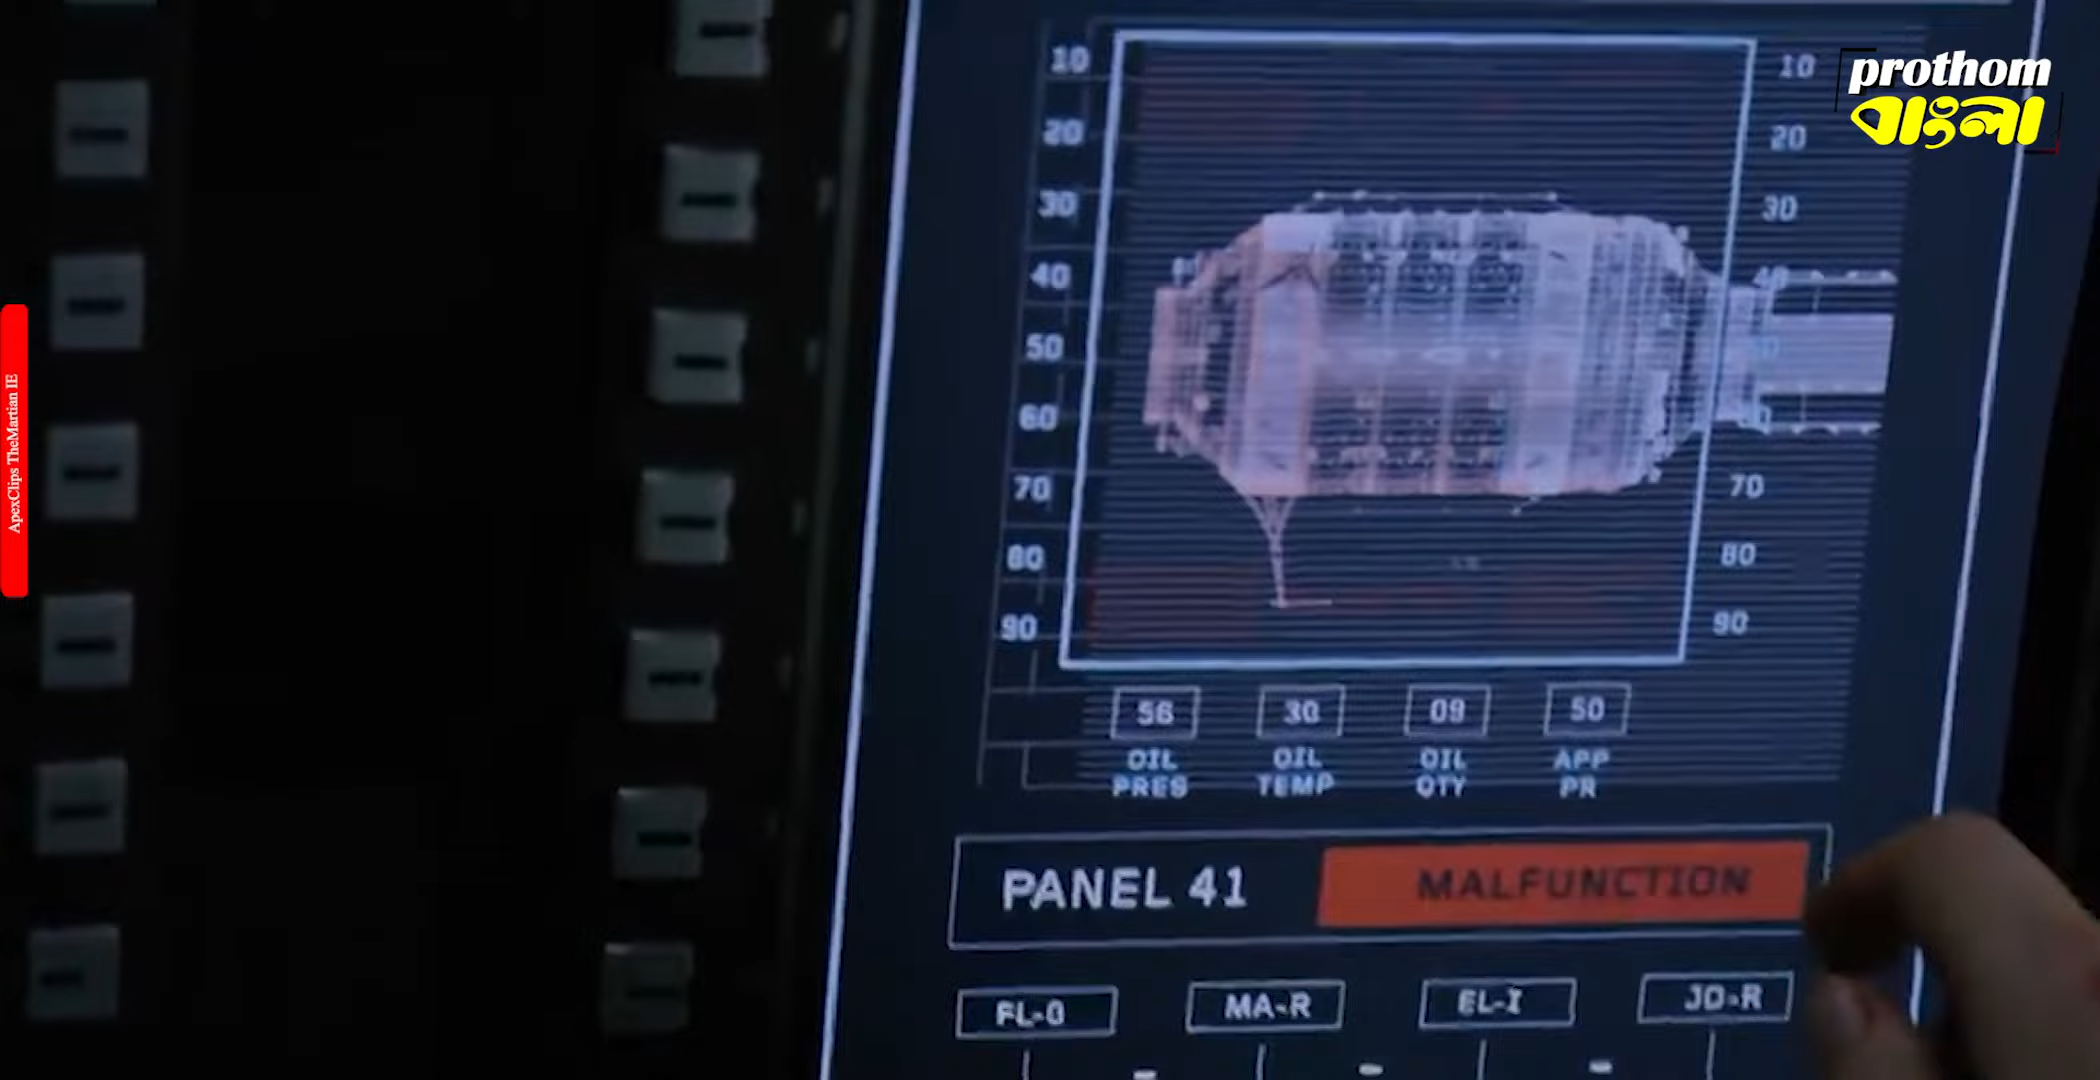 prothom
বাংলা
ApexClips TheMartian IE
10
20
30
40
50
60
70
80
90
10
20
30
40
70
80
90
56 30 09 50
OIL PRES
OIL TEMP
OIL QTY
APP PR
PANEL 41 MALFUNCTION
FL-0 MA-R EL-I JD-R